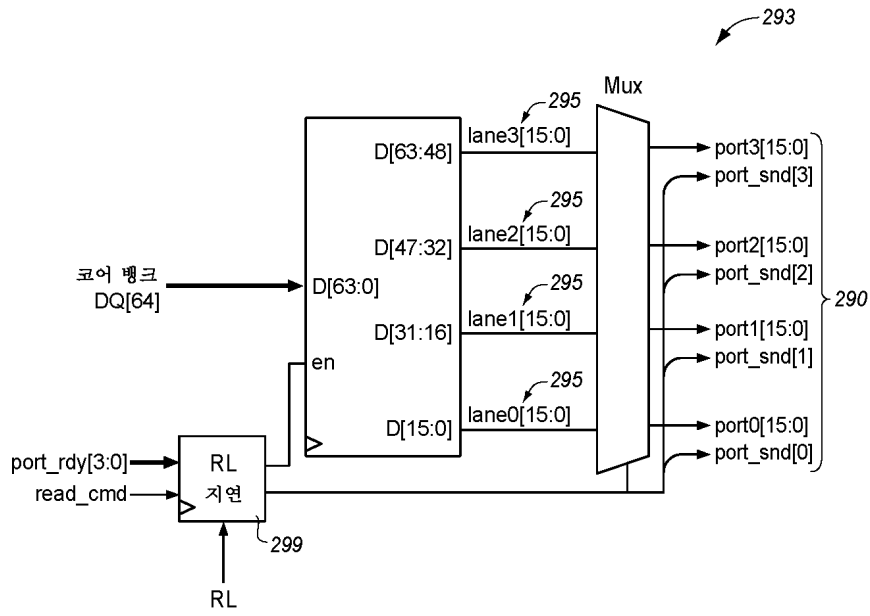 293
Mux
295
lane3[15:0]
D[63:48]
port3[15:0]
port_snd[3]
295
lane2[15:0]
D[47:32]
port2[15:0]
port_snd[2]
코어 뱅크
DQ[64]
D[63:0]
295
lane1[15:0]
D[31:16]
port1[15:0]
port_snd[1]
290
en
295
lane0[15:0]
D[15:0]
port0[15:0]
port_snd[0]
port_rdy[3:0]
read_cmd
RL
지연
299
RL